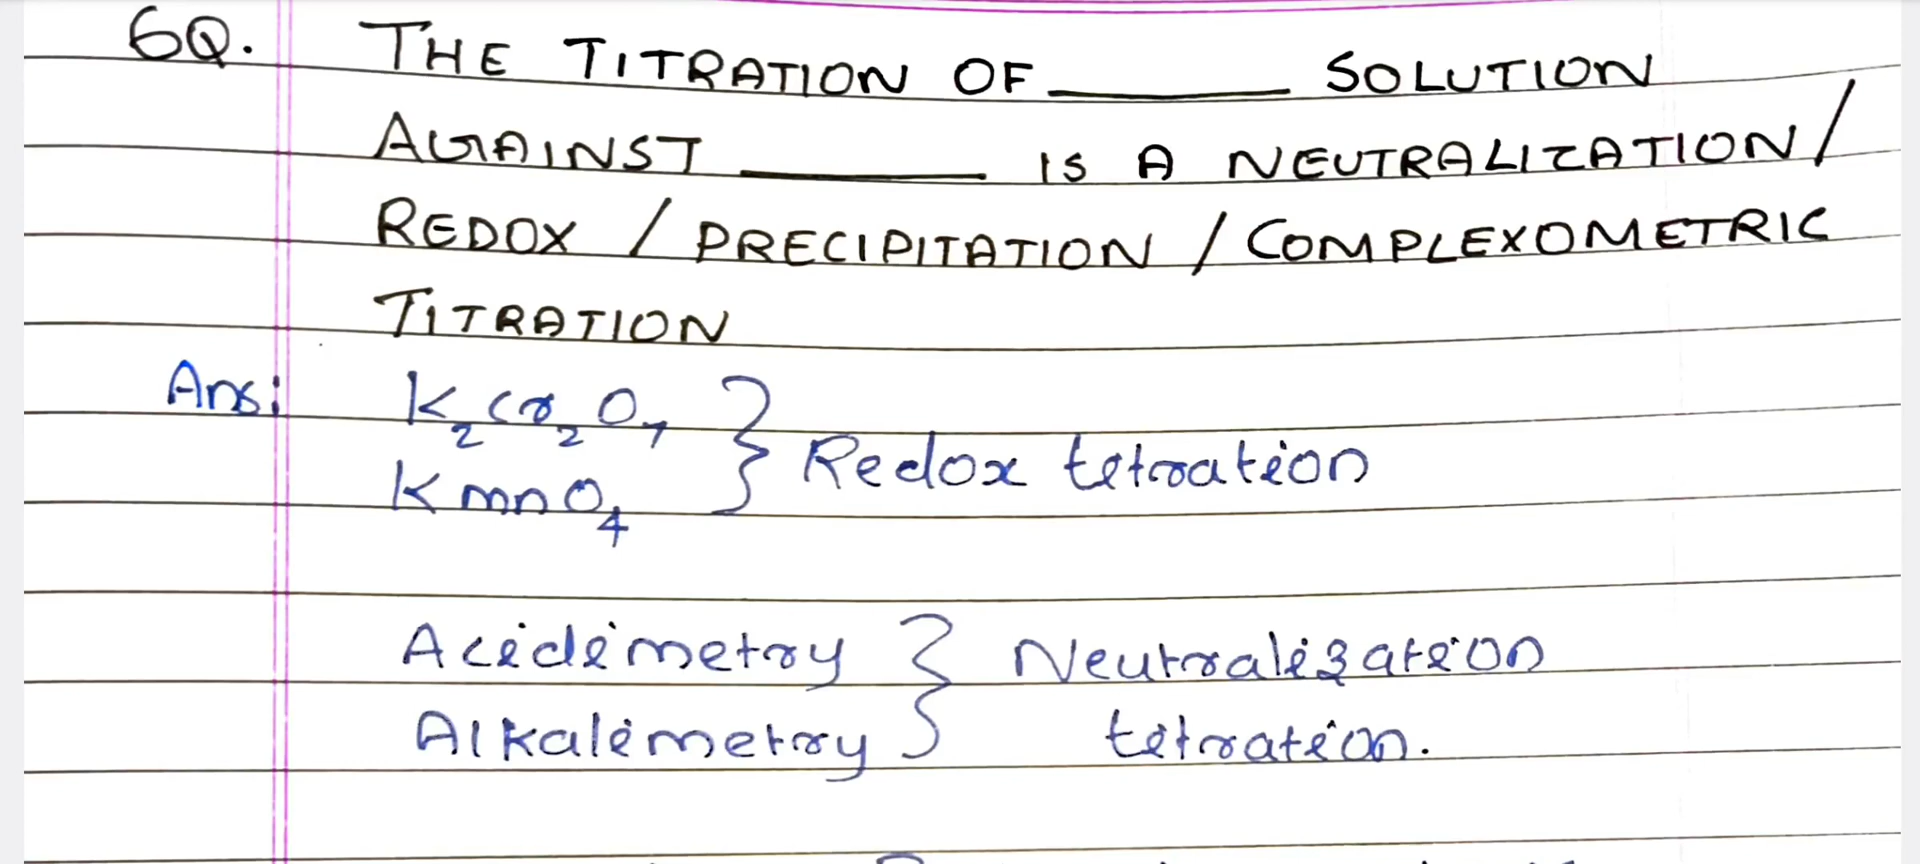 6Q. THE TITRATION OF ______ SOLUTION
AGAINST ______ IS A NEUTRALIZATION/
REDOX / PRECIPITATION / COMPLEXOMETRIC
TITRATION
Ans: K2Cr2O7 } Redox titration
KmnO4
Acidimetry } Neutralization
Alkalimetry titration.